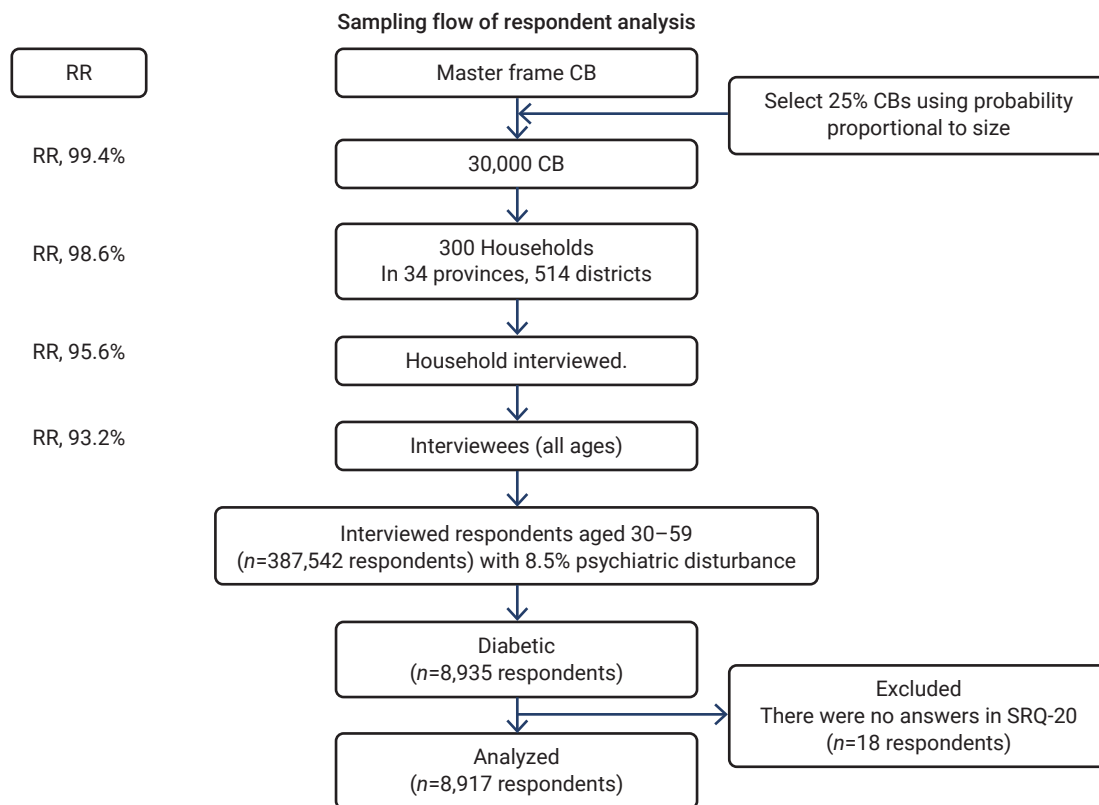 Sampling flow of respondent analysis
RR
Master frame CB
Select 25% CBs using probability
proportional to size
RR, 99.4%
30,000 CB
RR, 98.6%
300 Households
In 34 provinces, 514 districts
RR, 95.6%
Household interviewed.
RR, 93.2%
Interviewees (all ages)
Interviewed respondents aged 30–59
(n=387,542 respondents) with 8.5% psychiatric disturbance
Diabetic
(n=8,935 respondents)
Excluded
There were no answers in SRQ-20
(n=18 respondents)
Analyzed
(n=8,917 respondents)